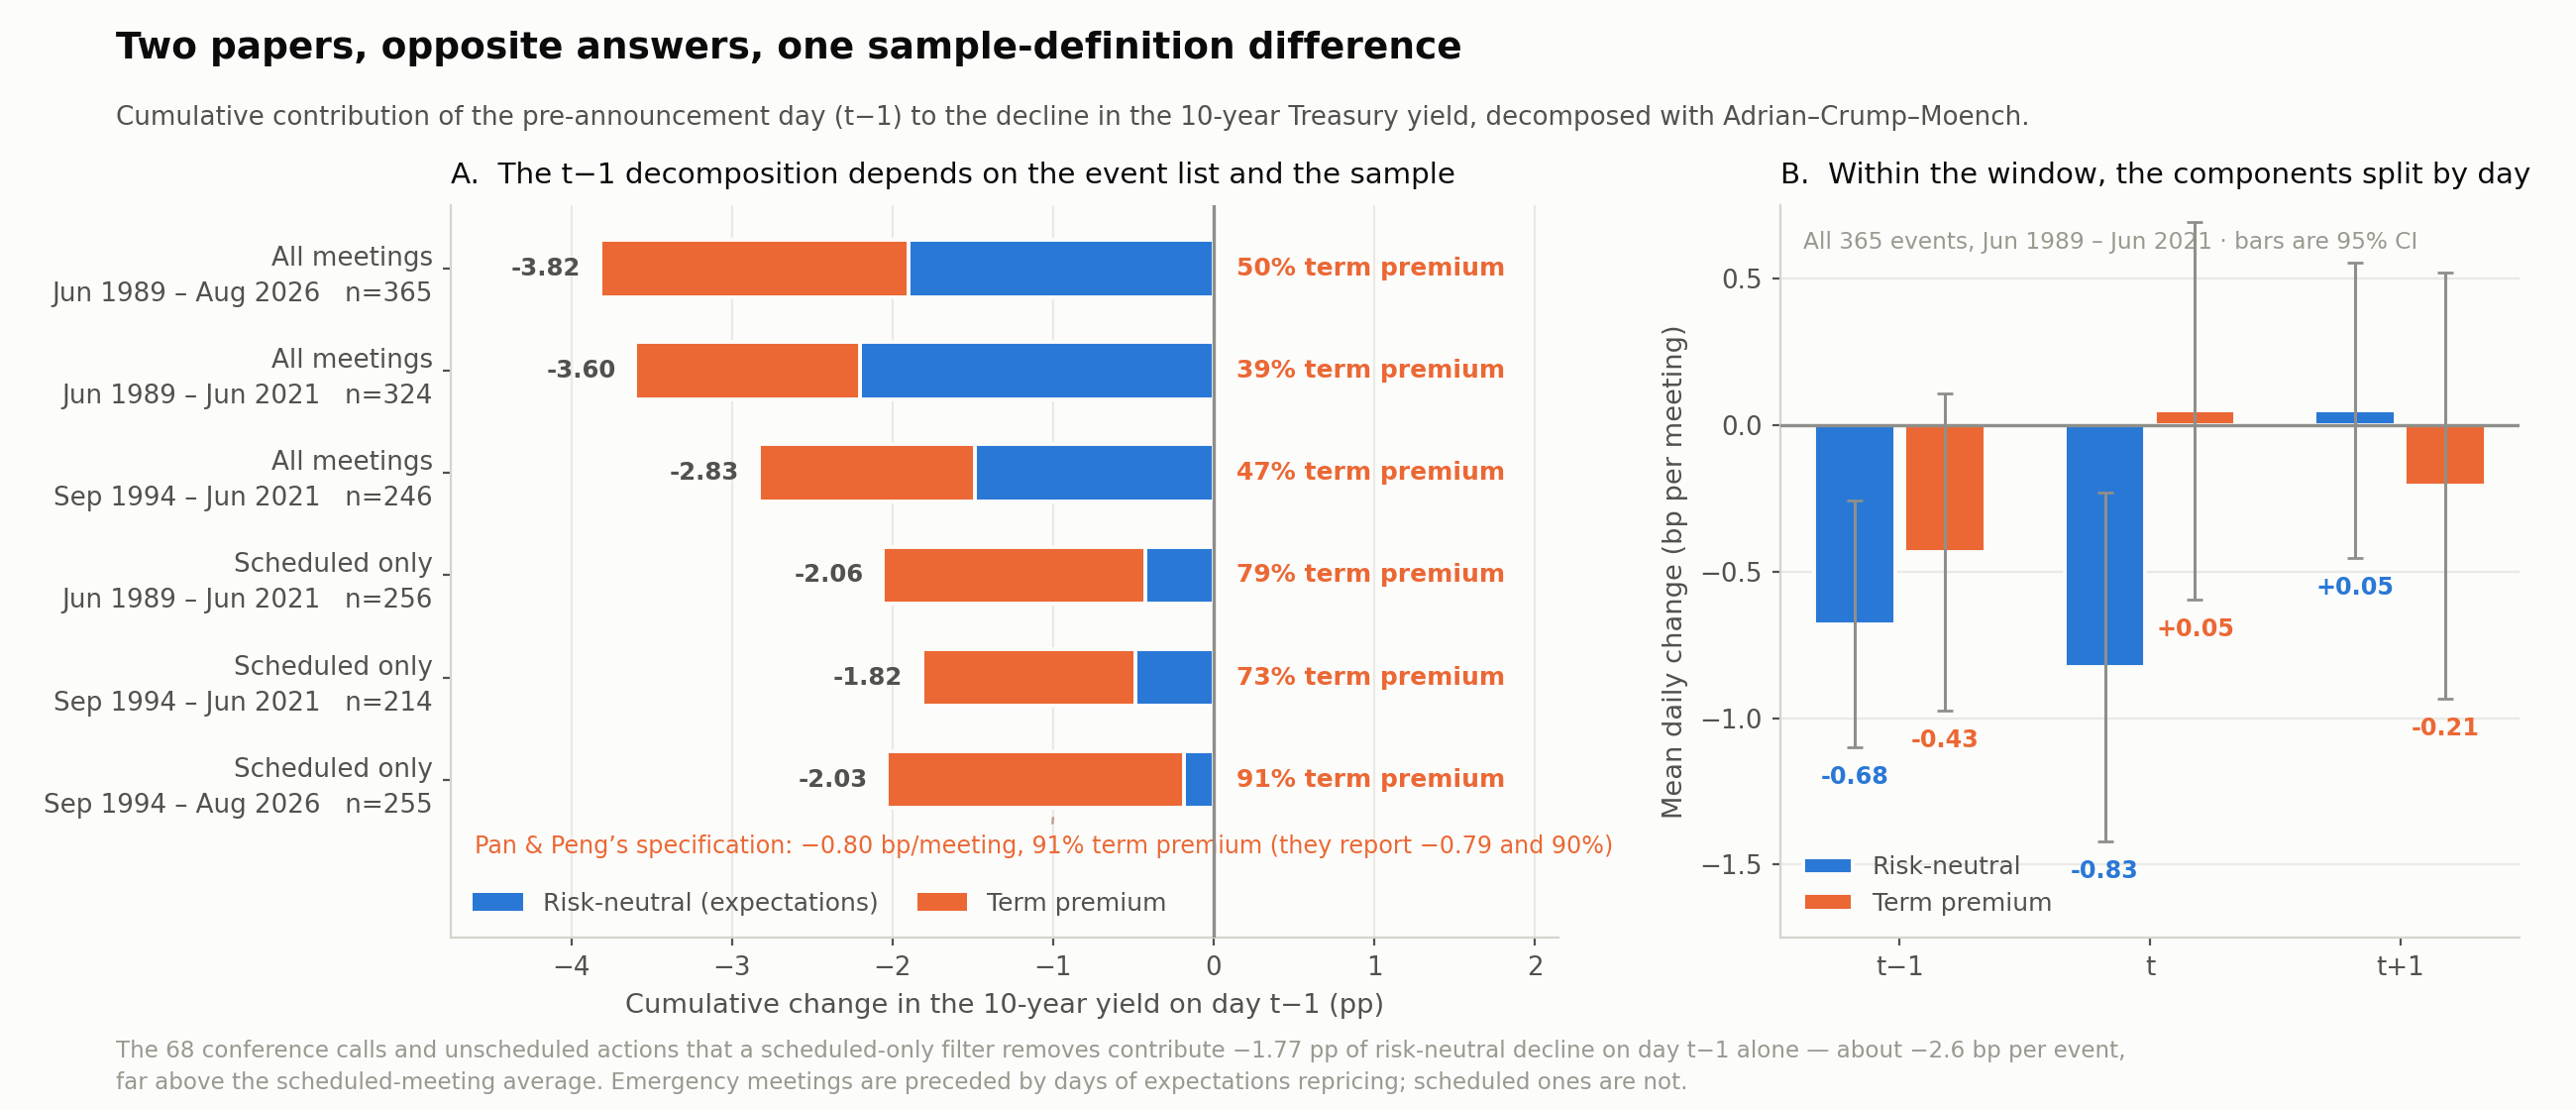 Two papers, opposite answers, one sample-definition difference
Cumulative contribution of the pre-announcement day (t−1) to the decline in the 10-year Treasury yield, decomposed with Adrian–Crump–Moench.
A.  The t−1 decomposition depends on the event list and the sample
All meetings
Jun 1989 – Aug 2026   n=365
-3.82
50% term premium
All meetings
Jun 1989 – Jun 2021   n=324
-3.60
39% term premium
All meetings
Sep 1994 – Jun 2021   n=246
-2.83
47% term premium
Scheduled only
Jun 1989 – Jun 2021   n=256
-2.06
79% term premium
Scheduled only
Sep 1994 – Jun 2021   n=214
-1.82
73% term premium
Scheduled only
Sep 1994 – Aug 2026   n=255
-2.03
91% term premium
Pan & Peng’s specification: −0.80 bp/meeting, 91% term premium (they report −0.79 and 90%)
Risk-neutral (expectations)
Term premium
−4
−3
−2
−1
0
1
2
Cumulative change in the 10-year yield on day t−1 (pp)
B.  Within the window, the components split by day
All 365 events, Jun 1989 – Jun 2021 · bars are 95% CI
Mean daily change (bp per meeting)
0.5
0.0
−0.5
−1.0
−1.5
-0.68
-0.43
-0.83
+0.05
+0.05
-0.21
Risk-neutral
Term premium
t−1
t
t+1
The 68 conference calls and unscheduled actions that a scheduled-only filter removes contribute −1.77 pp of risk-neutral decline on day t−1 alone — about −2.6 bp per event,
far above the scheduled-meeting average. Emergency meetings are preceded by days of expectations repricing; scheduled ones are not.